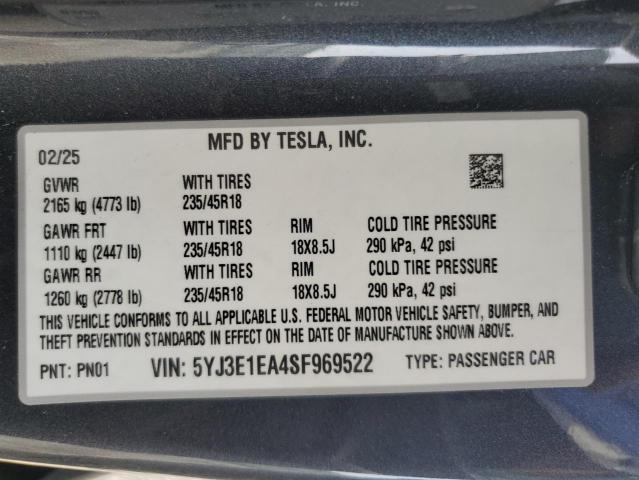 MFD BY TESLA, INC.
02/25
GVWR WITH TIRES
2165 kg (4773 lb) 235/45R18
GAWR FRT WITH TIRES RIM COLD TIRE PRESSURE
1110 kg (2447 lb) 235/45R18 18X8.5J 290 kPa, 42 psi
GAWR RR WITH TIRES RIM COLD TIRE PRESSURE
1260 kg (2778 lb) 235/45R18 18X8.5J 290 kPa, 42 psi
THIS VEHICLE CONFORMS TO ALL APPLICABLE U.S. FEDERAL MOTOR VEHICLE SAFETY, BUMPER, AND
THEFT PREVENTION STANDARDS IN EFFECT ON THE DATE OF MANUFACTURE SHOWN ABOVE.
PNT: PN01 VIN: 5YJ3E1EA4SF969522 TYPE: PASSENGER CAR